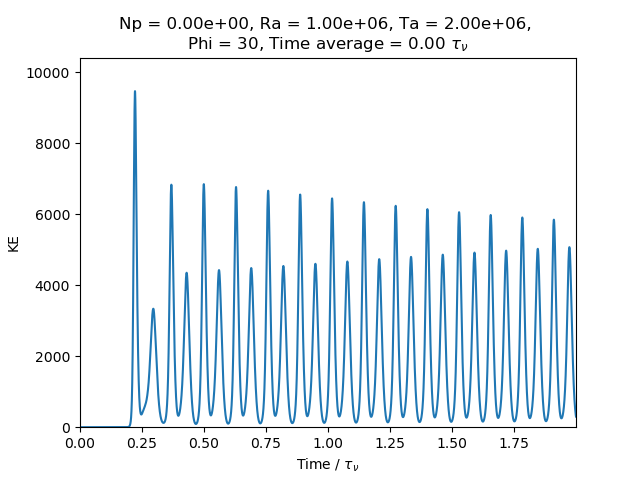 Np = 0.00e+00, Ra = 1.00e+06, Ta = 2.00e+06,
Phi = 30, Time average = 0.00 τν
10000
8000
6000
4000
2000
0
KE
0.00 0.25 0.50 0.75 1.00 1.25 1.50 1.75
Time / τν